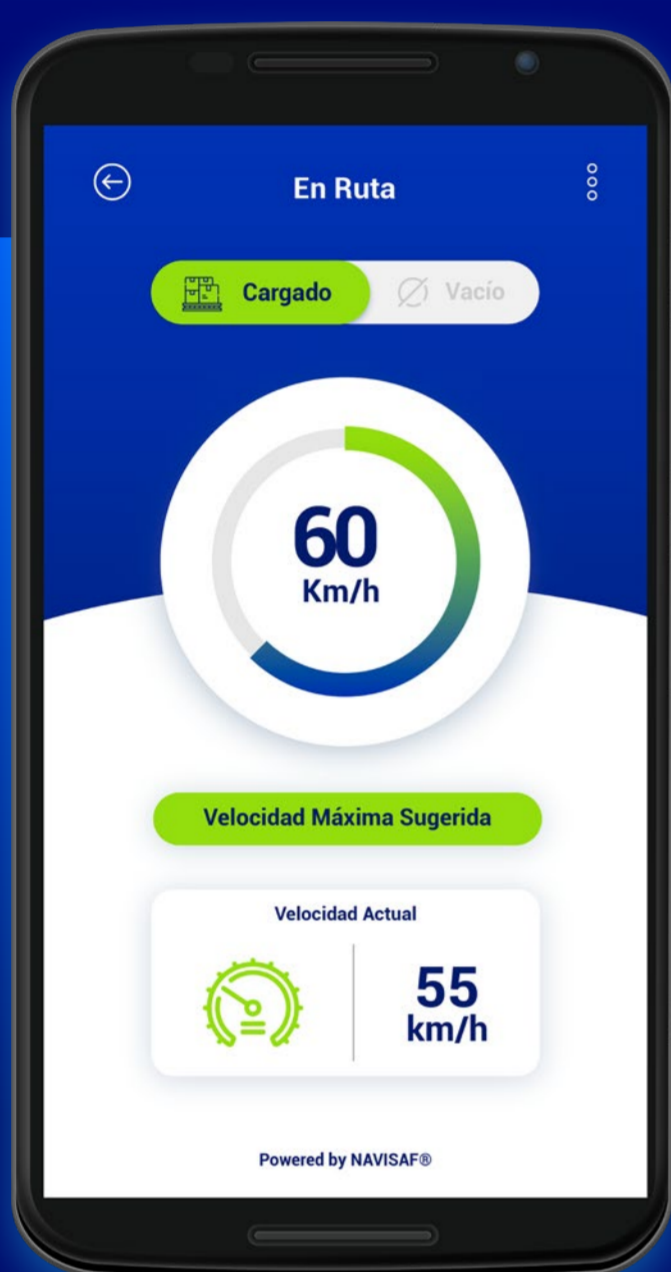 En Ruta
Cargado
Vacío
60
Km/h
Velocidad Máxima Sugerida
Velocidad Actual
55
km/h
Powered by NAVISAF®